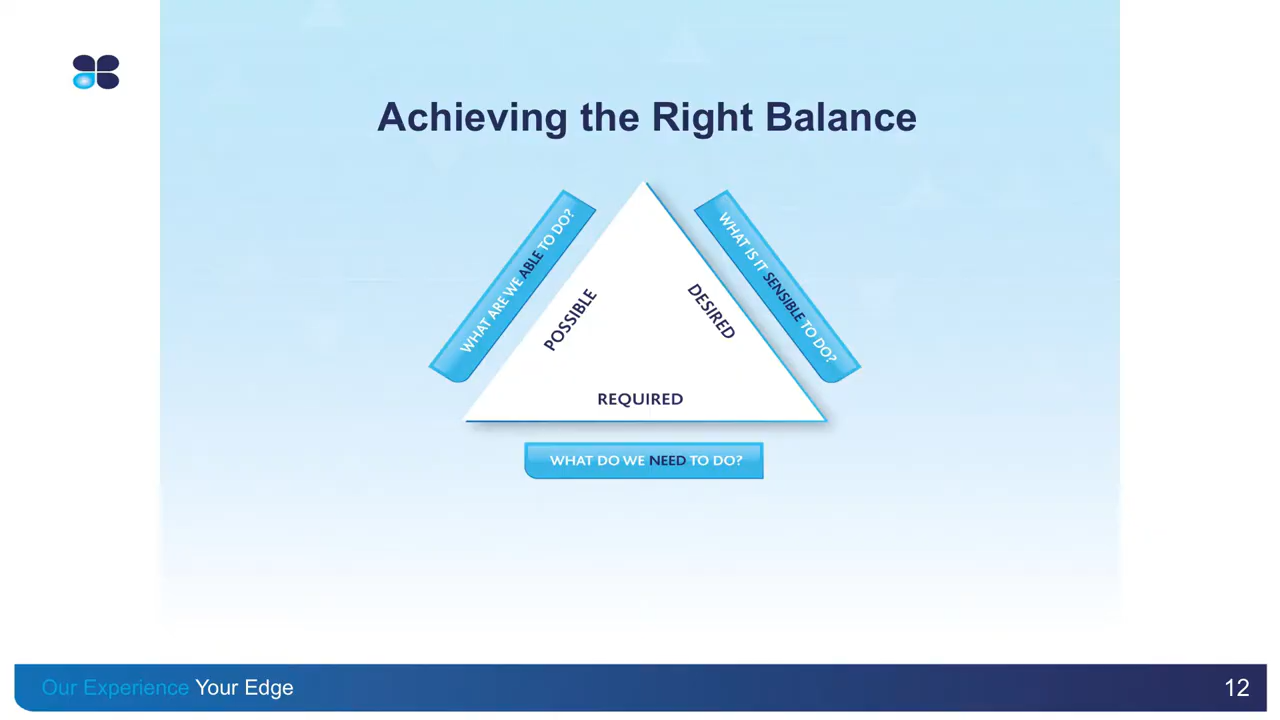 Achieving the Right Balance
WHAT ARE WE ABLE TO DO?
WHAT IS IT SENSIBLE TO DO?
POSSIBLE
DESIRED
REQUIRED
WHAT DO WE NEED TO DO?
Our Experience Your Edge
12